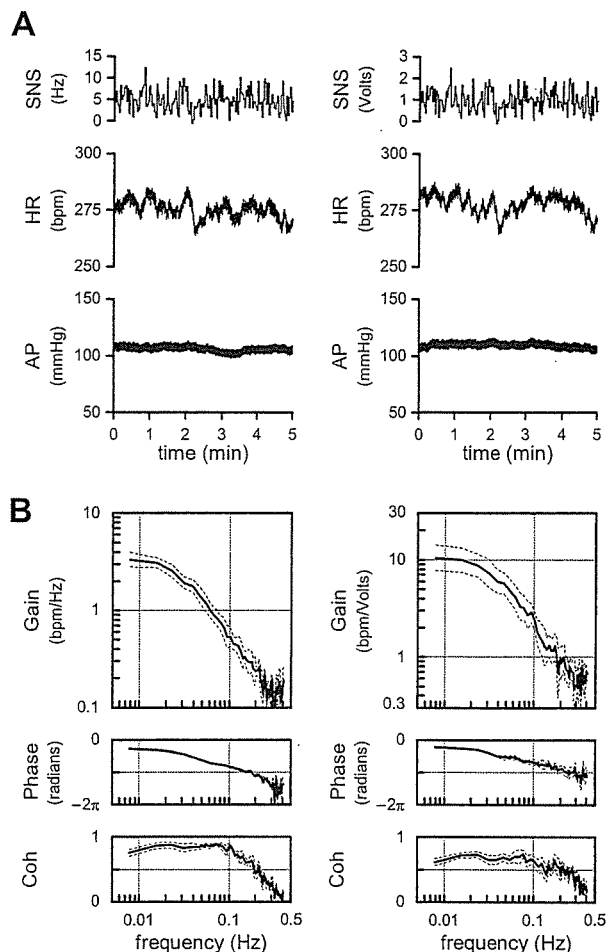 A
SNS
(Hz)
15
10
5
0
SNS
(Volts)
3
2
1
0
HR
(bpm)
300
275
250
HR
(bpm)
300
275
250
AP
(mmHg)
150
100
50
0 1 2 3 4 5
time (min)
AP
(mmHg)
150
100
50
0 1 2 3 4 5
time (min)
B
Gain
(bpm/Hz)
10
1
0.1
Gain
(bpm/Volts)
30
10
1
0.3
Phase
(radians)
0
−2π
Phase
(radians)
0
−2π
Coh
1
0
0.01 0.1 0.5
frequency (Hz)
Coh
1
0
0.01 0.1 0.5
frequency (Hz)